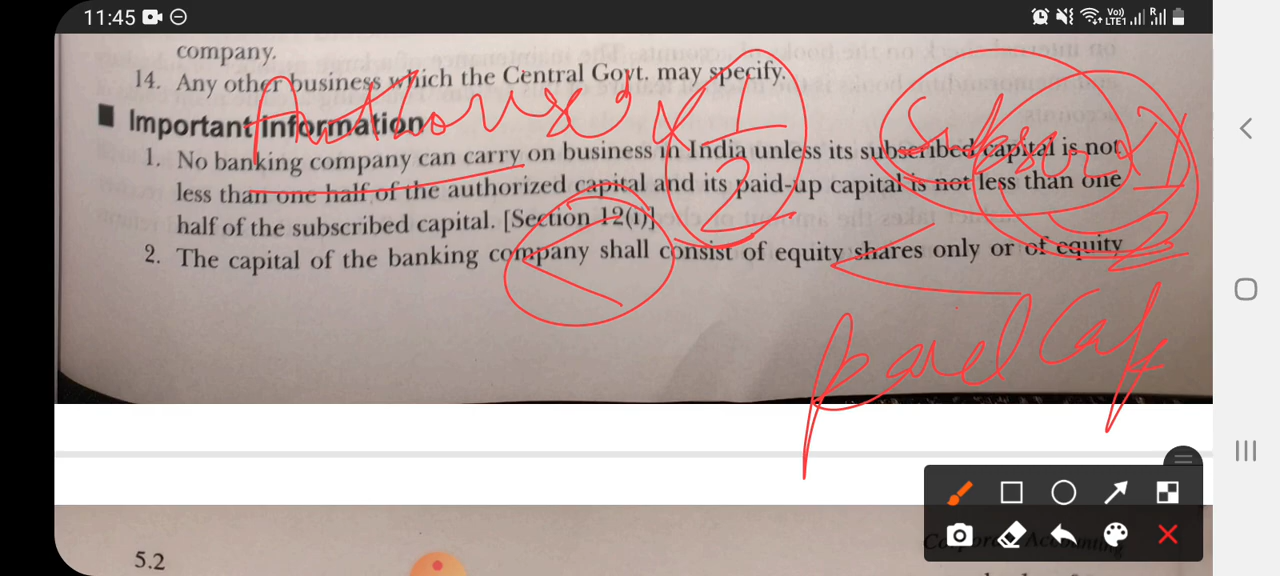 11:45
Vo))
LTE1
R
company.
14. Any other business which the Central Govt. may specify.
Authorise × 1/2
Important information
Subscri × 1/2
1. No banking company can carry on business in India unless its subscribed capital is not
less than one half of the authorized capital and its paid-up capital is not less than one
half of the subscribed capital. [Section 12(i)]
2. The capital of the banking company shall consist of equity shares only or of equity
paid Cap
5.2
Corporate Accounting